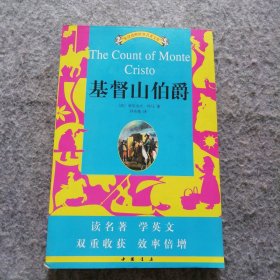 The Count of Monte
Cristo
基督山伯爵
读名著 学英文
双重收获 效率倍增
中国书店